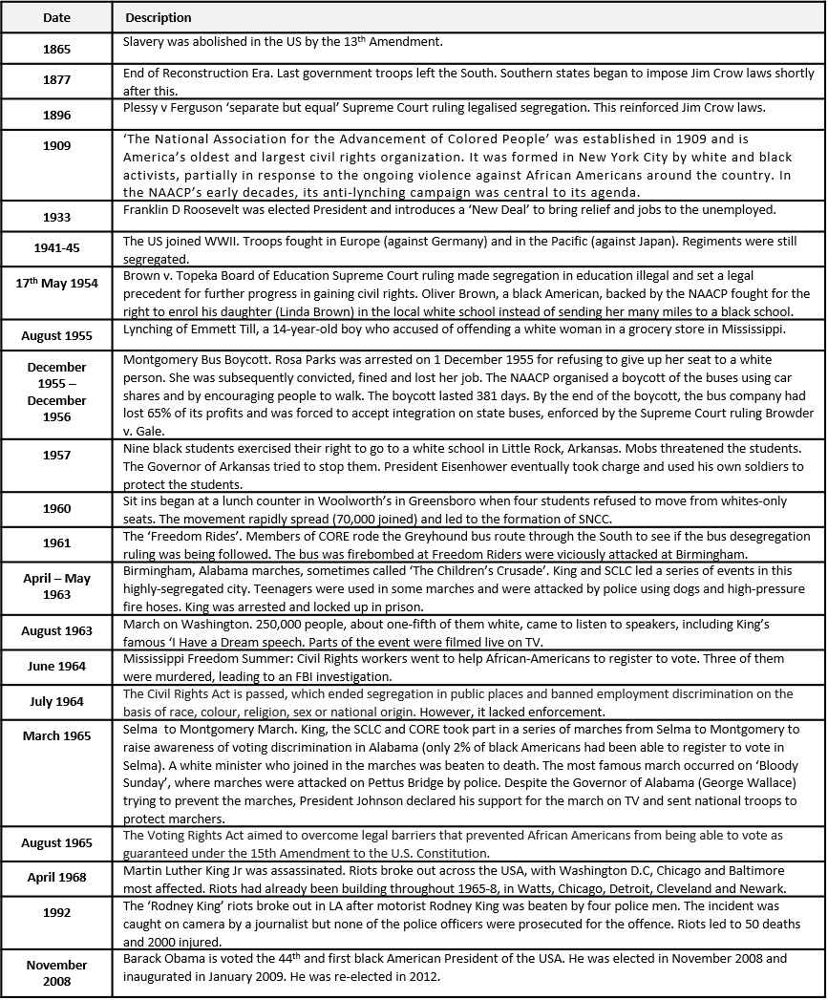 Date Description
1865 Slavery was abolished in the US by the 13th Amendment.
1877 End of Reconstruction Era. Last government troops left the South. Southern states began to impose Jim Crow laws shortly
after this.
1896 Plessy v Ferguson ‘separate but equal’ Supreme Court ruling legalised segregation. This reinforced Jim Crow laws.
1909 ‘The National Association for the Advancement of Colored People’ was established in 1909 and is
America’s oldest and largest civil rights organization. It was formed in New York City by white and black
activists, partially in response to the ongoing violence against African Americans around the country. In
the NAACP’s early decades, its anti-lynching campaign was central to its agenda.
1933 Franklin D Roosevelt was elected President and introduces a ‘New Deal’ to bring relief and jobs to the unemployed.
1941-45 The US joined WWII. Troops fought in Europe (against Germany) and in the Pacific (against Japan). Regiments were still
segregated.
17th May 1954 Brown v. Topeka Board of Education Supreme Court ruling made segregation in education illegal and set a legal
precedent for further progress in gaining civil rights. Oliver Brown, a black American, backed by the NAACP fought for the
right to enrol his daughter (Linda Brown) in the local white school instead of sending her many miles to a black school.
August 1955 Lynching of Emmett Till, a 14-year-old boy who accused of offending a white woman in a grocery store in Mississippi.
December
1955 –
December
1956
Montgomery Bus Boycott. Rosa Parks was arrested on 1 December 1955 for refusing to give up her seat to a white
person. She was subsequently convicted, fined and lost her job. The NAACP organised a boycott of the buses using car
shares and by encouraging people to walk. The boycott lasted 381 days. By the end of the boycott, the bus company had
lost 65% of its profits and was forced to accept integration on state buses, enforced by the Supreme Court ruling Browder
v. Gale.
1957 Nine black students exercised their right to go to a white school in Little Rock, Arkansas. Mobs threatened the students.
The Governor of Arkansas tried to stop them. President Eisenhower eventually took charge and used his own soldiers to
protect the students.
1960 Sit ins began at a lunch counter in Woolworth’s in Greensboro when four students refused to move from whites-only
seats. The movement rapidly spread (70,000 joined) and led to the formation of SNCC.
1961 The ‘Freedom Rides’. Members of CORE rode the Greyhound bus route through the South to see if the bus desegregation
ruling was being followed. The bus was firebombed at Freedom Riders were viciously attacked at Birmingham.
April – May
1963
Birmingham, Alabama marches, sometimes called ‘The Children’s Crusade’. King and SCLC led a series of events in this
highly-segregated city. Teenagers were used in some marches and were attacked by police using dogs and high-pressure
fire hoses. King was arrested and locked up in prison.
August 1963 March on Washington. 250,000 people, about one-fifth of them white, came to listen to speakers, including King’s
famous ‘I Have a Dream speech. Parts of the event were filmed live on TV.
June 1964 Mississippi Freedom Summer: Civil Rights workers went to help African-Americans to register to vote. Three of them
were murdered, leading to an FBI investigation.
July 1964 The Civil Rights Act is passed, which ended segregation in public places and banned employment discrimination on the
basis of race, colour, religion, sex or national origin. However, it lacked enforcement.
March 1965 Selma to Montgomery March. King, the SCLC and CORE took part in a series of marches from Selma to Montgomery to
raise awareness of voting discrimination in Alabama (only 2% of black Americans had been able to register to vote in
Selma). A white minister who joined in the marches was beaten to death. The most famous march occurred on ‘Bloody
Sunday’, where marches were attacked on Pettus Bridge by police. Despite the Governor of Alabama (George Wallace)
trying to prevent the marches, President Johnson declared his support for the march on TV and sent national troops to
protect marchers.
August 1965 The Voting Rights Act aimed to overcome legal barriers that prevented African Americans from being able to vote as
guaranteed under the 15th Amendment to the U.S. Constitution.
April 1968 Martin Luther King Jr was assassinated. Riots broke out across the USA, with Washington D.C, Chicago and Baltimore
most affected. Riots had already been building throughout 1965-8, in Watts, Chicago, Detroit, Cleveland and Newark.
1992 The ‘Rodney King’ riots broke out in LA after motorist Rodney King was beaten by four police men. The incident was
caught on camera by a journalist but none of the police officers were prosecuted for the offence. Riots led to 50 deaths
and 2000 injured.
November
2008
Barack Obama is voted the 44th and first black American President of the USA. He was elected in November 2008 and
inaugurated in January 2009. He was re-elected in 2012.